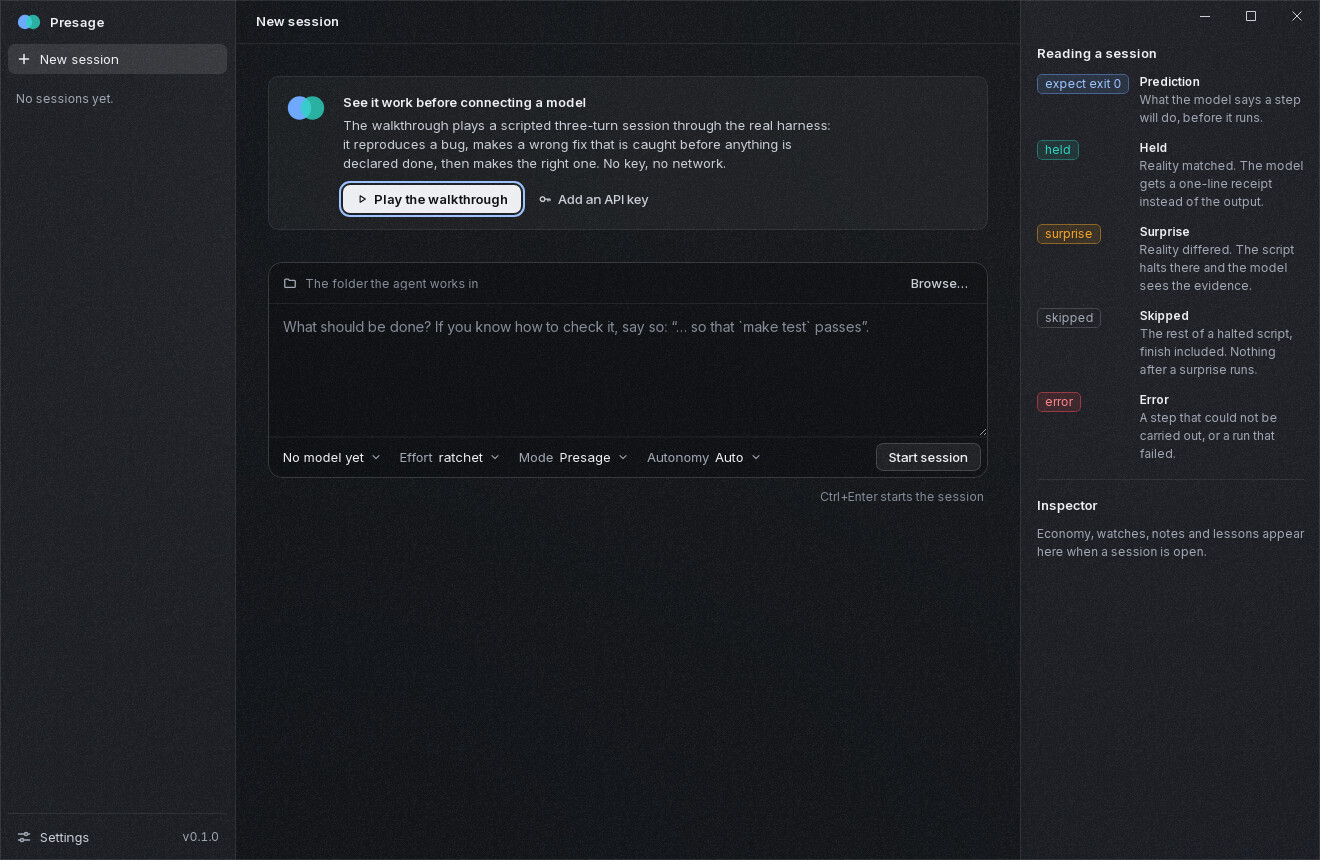 Presage
New session
No sessions yet.
Settings
v0.1.0
New session
See it work before connecting a model
The walkthrough plays a scripted three-turn session through the real harness:
it reproduces a bug, makes a wrong fix that is caught before anything is
declared done, then makes the right one. No key, no network.
Play the walkthrough
Add an API key
The folder the agent works in
Browse…
What should be done? If you know how to check it, say so: “… so that `make test` passes”.
No model yet
Effort ratchet
Mode Presage
Autonomy Auto
Start session
Ctrl+Enter starts the session
Reading a session
expect exit 0
Prediction
What the model says a step
will do, before it runs.
held
Held
Reality matched. The model
gets a one-line receipt
instead of the output.
surprise
Surprise
Reality differed. The script
halts there and the model
sees the evidence.
skipped
Skipped
The rest of a halted script,
finish included. Nothing
after a surprise runs.
error
Error
A step that could not be
carried out, or a run that
failed.
Inspector
Economy, watches, notes and lessons appear
here when a session is open.